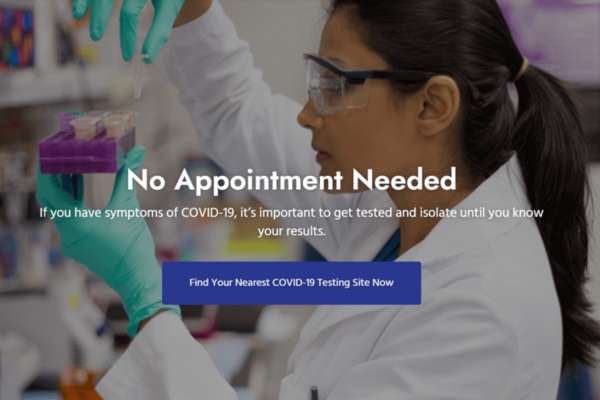 No Appointment Needed
If you have symptoms of COVID-19, it's important to get tested and isolate until you know
your results.
Find Your Nearest COVID-19 Testing Site Now